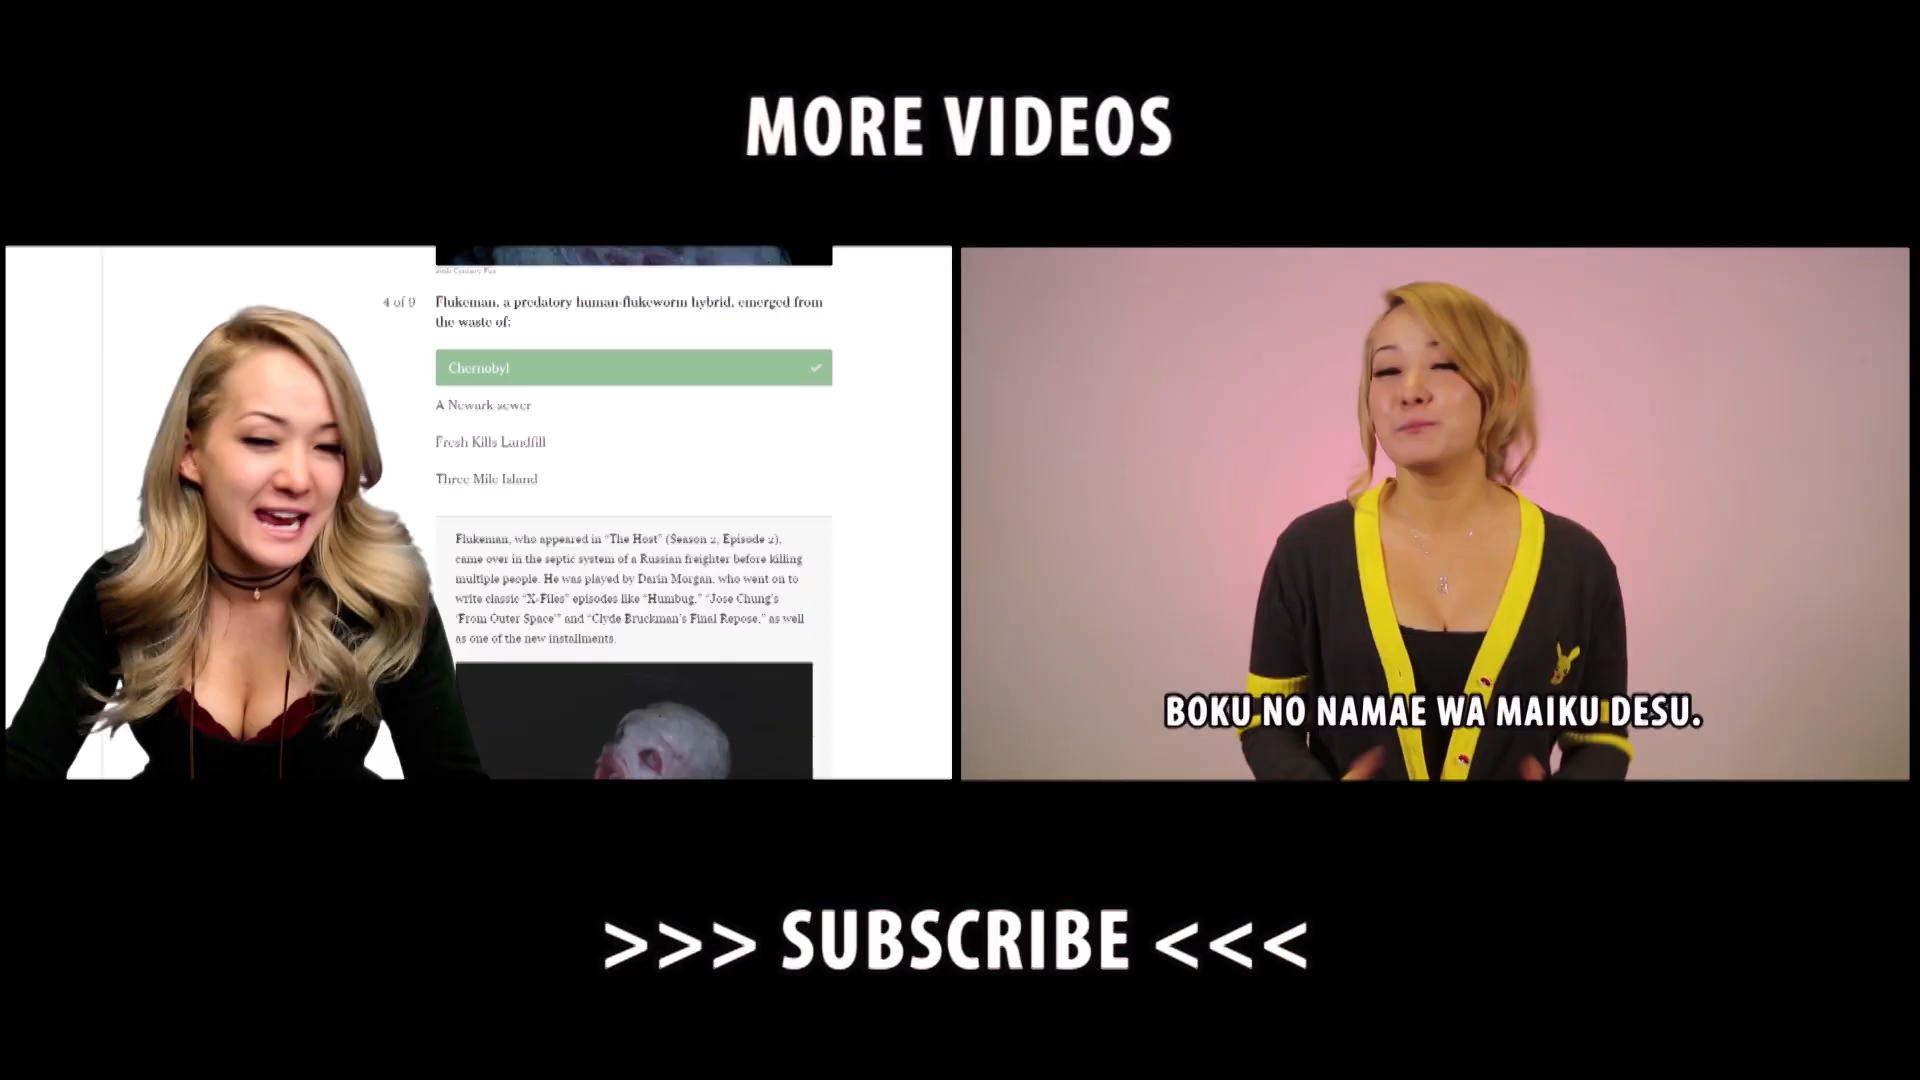 MORE VIDEOS
20th Century Fox
4 of 9
Flukeman, a predatory human-flukeworm hybrid, emerged from
the waste of:
Chernobyl
A Newark sewer
Fresh Kills Landfill
Three Mile Island
Flukeman, who appeared in “The Host” (Season 2, Episode 2),
came over in the septic system of a Russian freighter before killing
multiple people. He was played by Darin Morgan, who went on to
write classic “X-Files” episodes like “Humbug,” “Jose Chung’s
‘From Outer Space’” and “Clyde Bruckman’s Final Repose,” as well
as one of the new installments.
BOKU NO NAMAE WA MAIKU DESU.
>>> SUBSCRIBE <<<